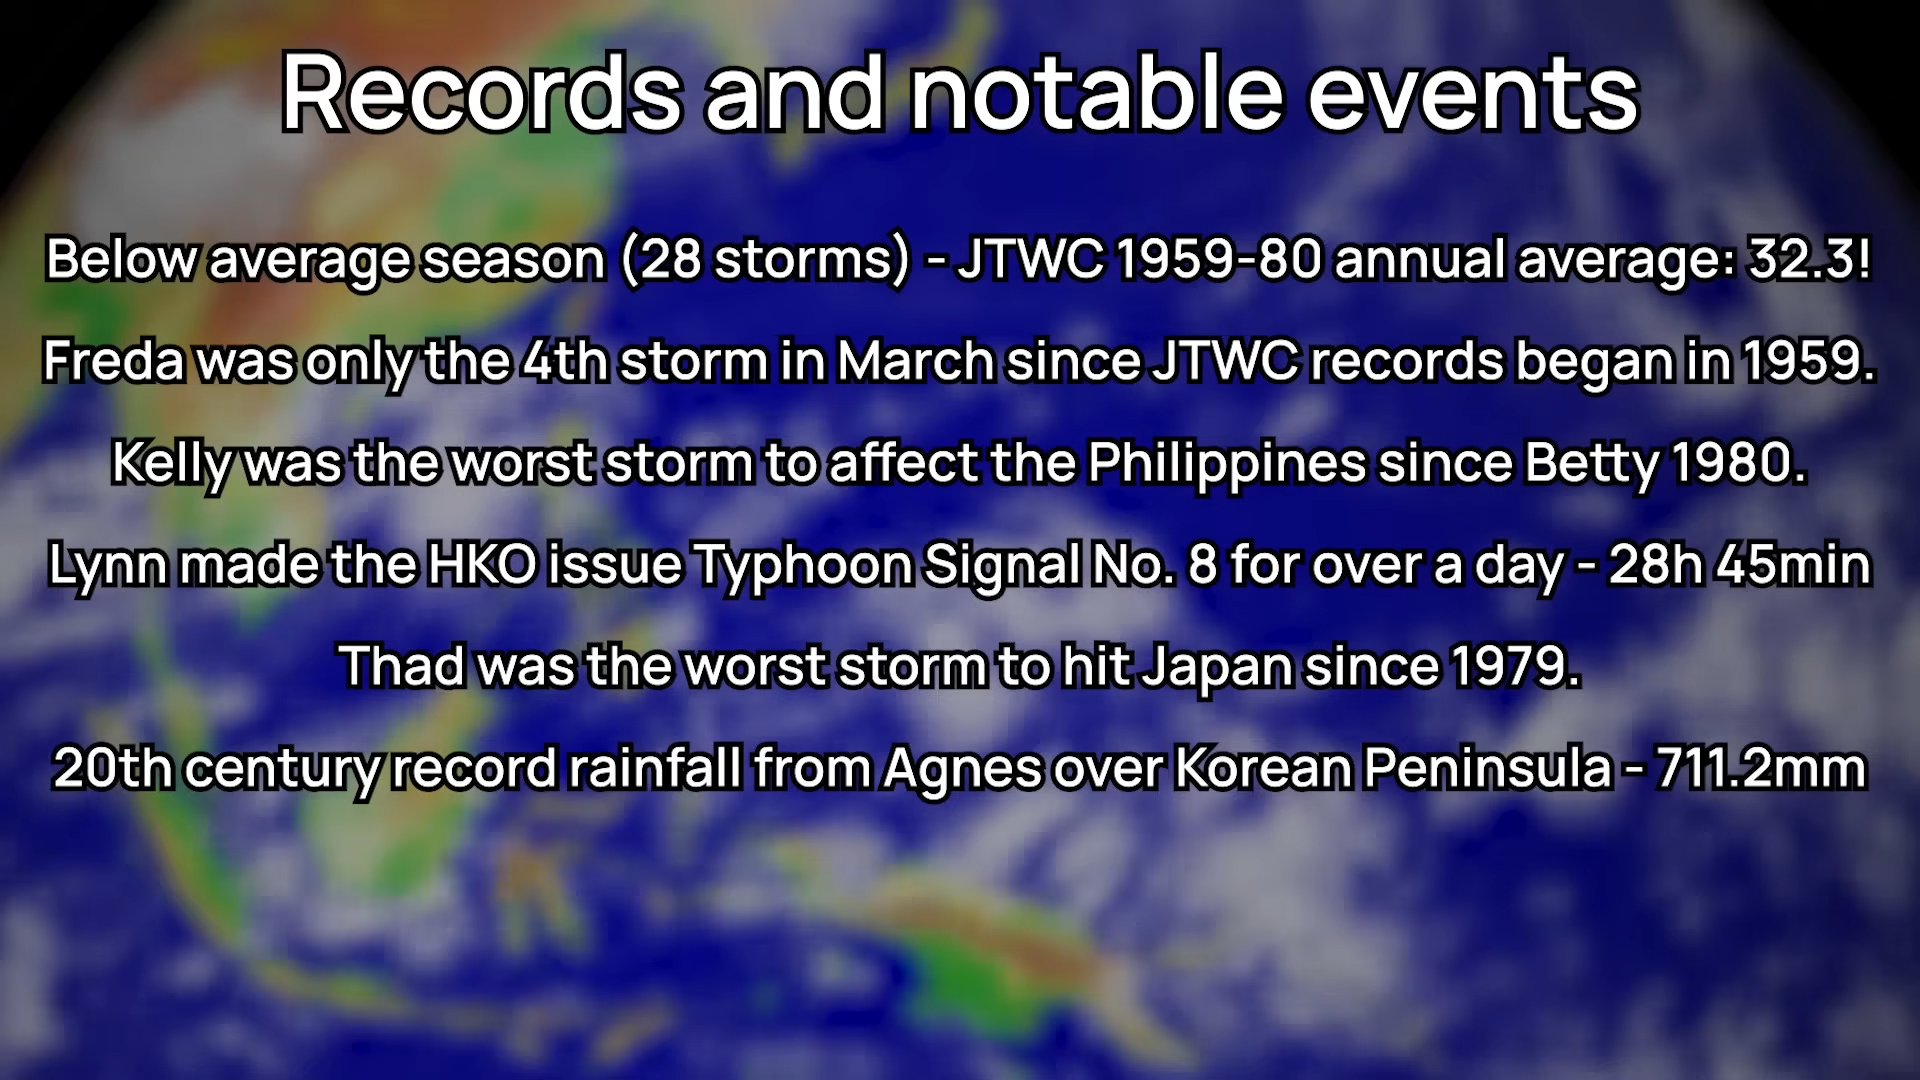 Records and notable events
Below average season (28 storms) - JTWC 1959-80 annual average: 32.3!
Freda was only the 4th storm in March since JTWC records began in 1959.
Kelly was the worst storm to affect the Philippines since Betty 1980.
Lynn made the HKO issue Typhoon Signal No. 8 for over a day - 28h 45min
Thad was the worst storm to hit Japan since 1979.
20th century record rainfall from Agnes over Korean Peninsula - 711.2mm